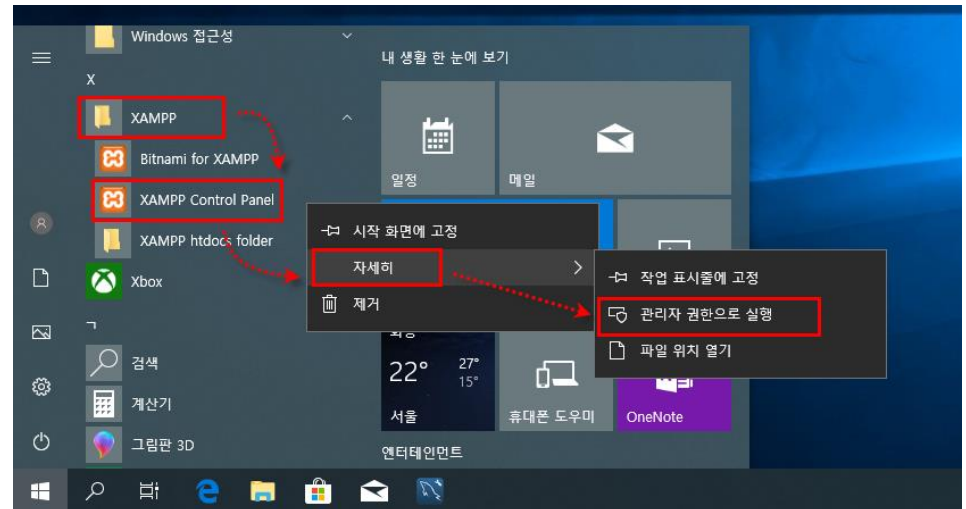 Windows 접근성
X
XAMPP
Bitnami for XAMPP
XAMPP Control Panel
XAMPP htdocs folder
Xbox
ㄱ
검색
계산기
그림판 3D
내 생활 한 눈에 보기
일정
메일
시작 화면에 고정
자세히
제거
작업 표시줄에 고정
관리자 권한으로 실행
파일 위치 열기
22° 27°
15°
서울
휴대폰 도우미
OneNote
엔터테인먼트